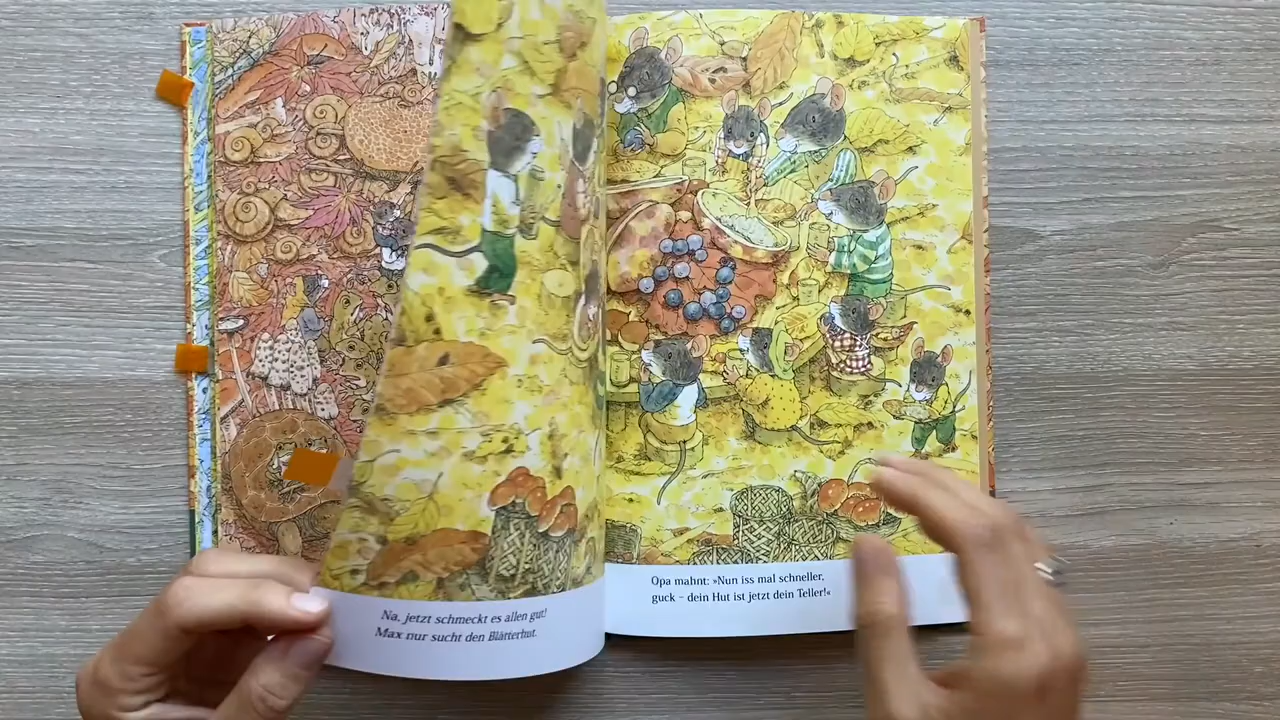 Na, jetzt schmeckt es allen gut!
Max nur sucht den Blätterhut.
Opa mahnt: »Nun iss mal schneller,
guck – dein Hut ist jetzt dein Teller!«